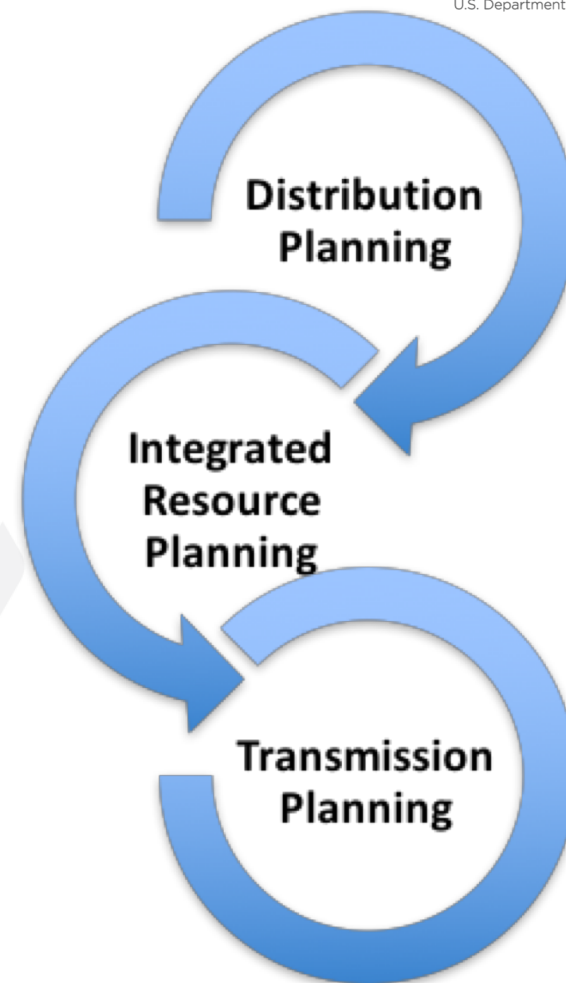 U.S. Department
Distribution
Planning
Integrated
Resource
Planning
Transmission
Planning